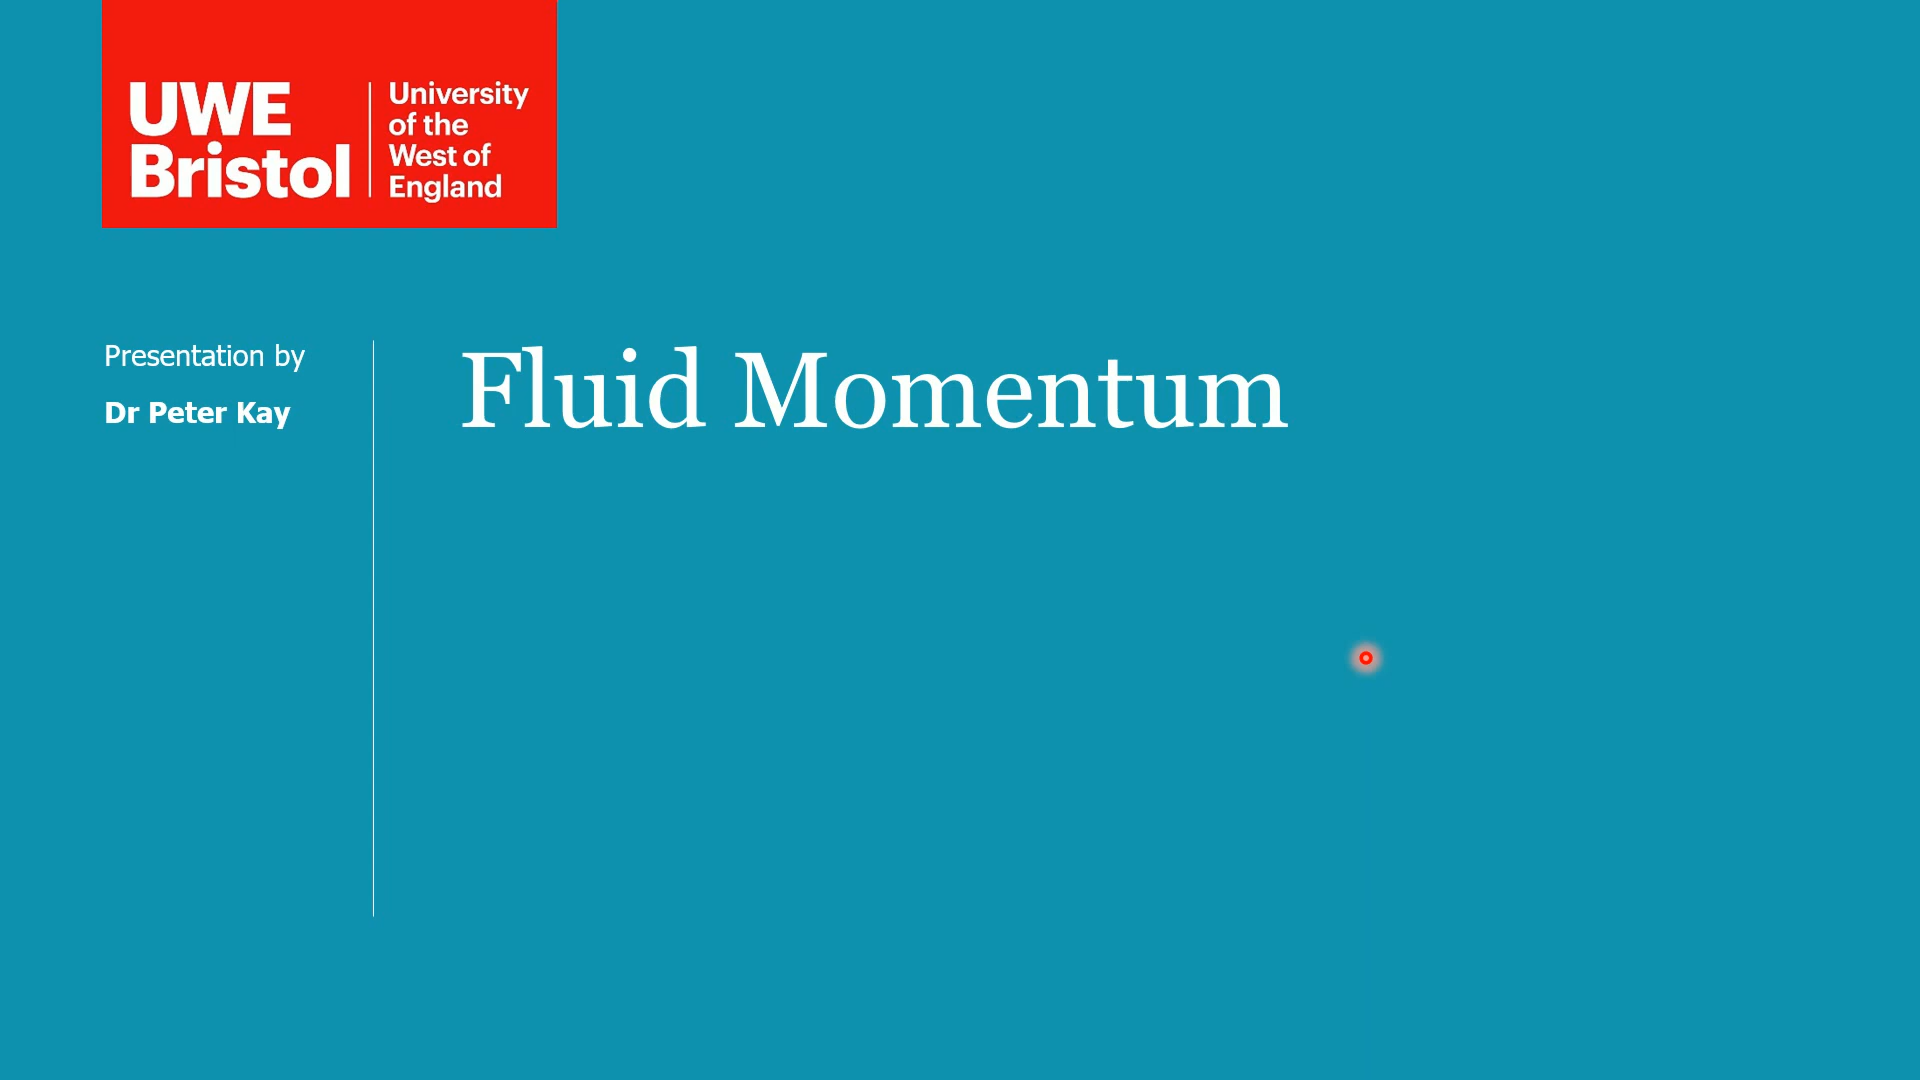 UWE
Bristol
University
of the
West of
England
Presentation by
Dr Peter Kay
Fluid Momentum